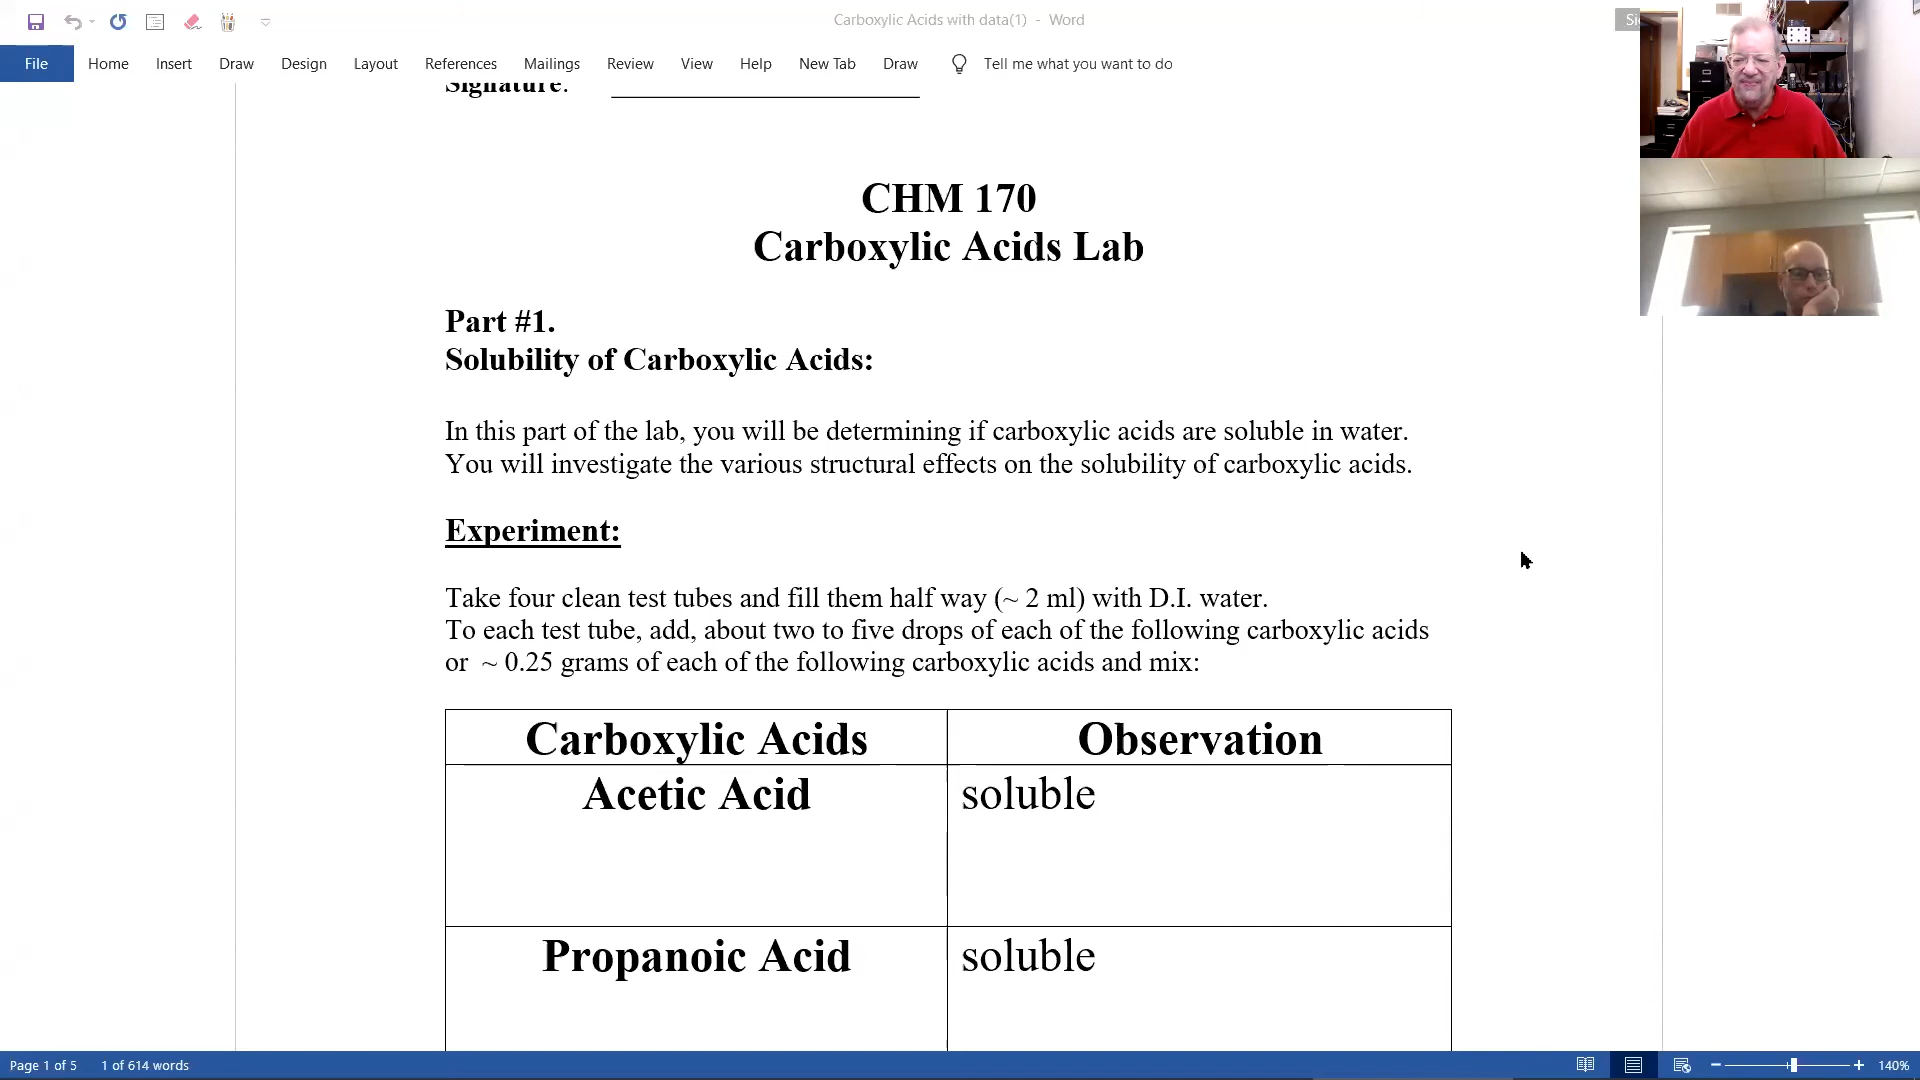 Carboxylic Acids with data(1) - Word
File Home Insert Draw Design Layout References Mailings Review View Help New Tab Draw Tell me what you want to do
Signature:
CHM 170
Carboxylic Acids Lab
Part #1.
Solubility of Carboxylic Acids:
In this part of the lab, you will be determining if carboxylic acids are soluble in water.
You will investigate the various structural effects on the solubility of carboxylic acids.
Experiment:
Take four clean test tubes and fill them half way (~ 2 ml) with D.I. water.
To each test tube, add, about two to five drops of each of the following carboxylic acids
or ~ 0.25 grams of each of the following carboxylic acids and mix:
Carboxylic Acids Observation
Acetic Acid soluble
Propanoic Acid soluble
Page 1 of 5 1 of 614 words 140%